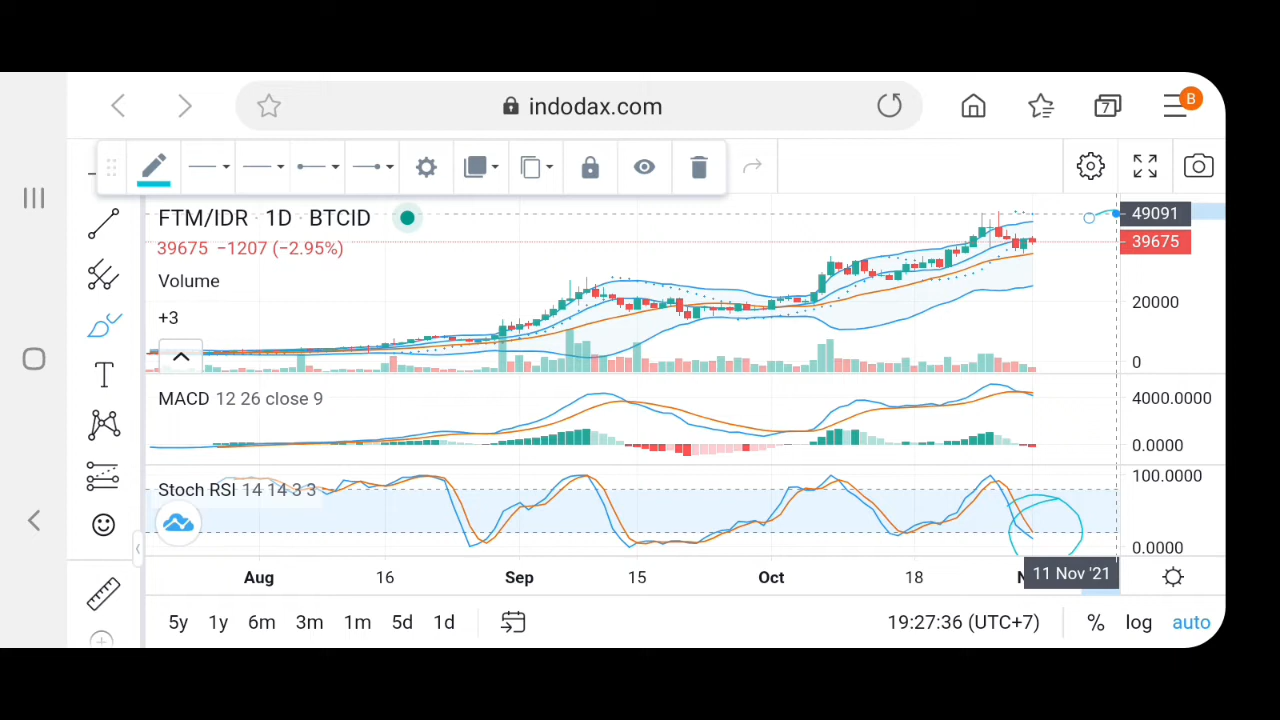 indodax.com
7
B
FTM/IDR 1D BTCID
49091
39675 −1207 (−2.95%)
39675
Volume
20000
+3
0
MACD 12 26 close 9
4000.0000
0.0000
100.0000
Stoch RSI 14 14 3 3
0.0000
Aug 16 Sep 15 Oct 18
11 Nov '21
5y 1y 6m 3m 1m 5d 1d
19:27:36 (UTC+7) % log auto